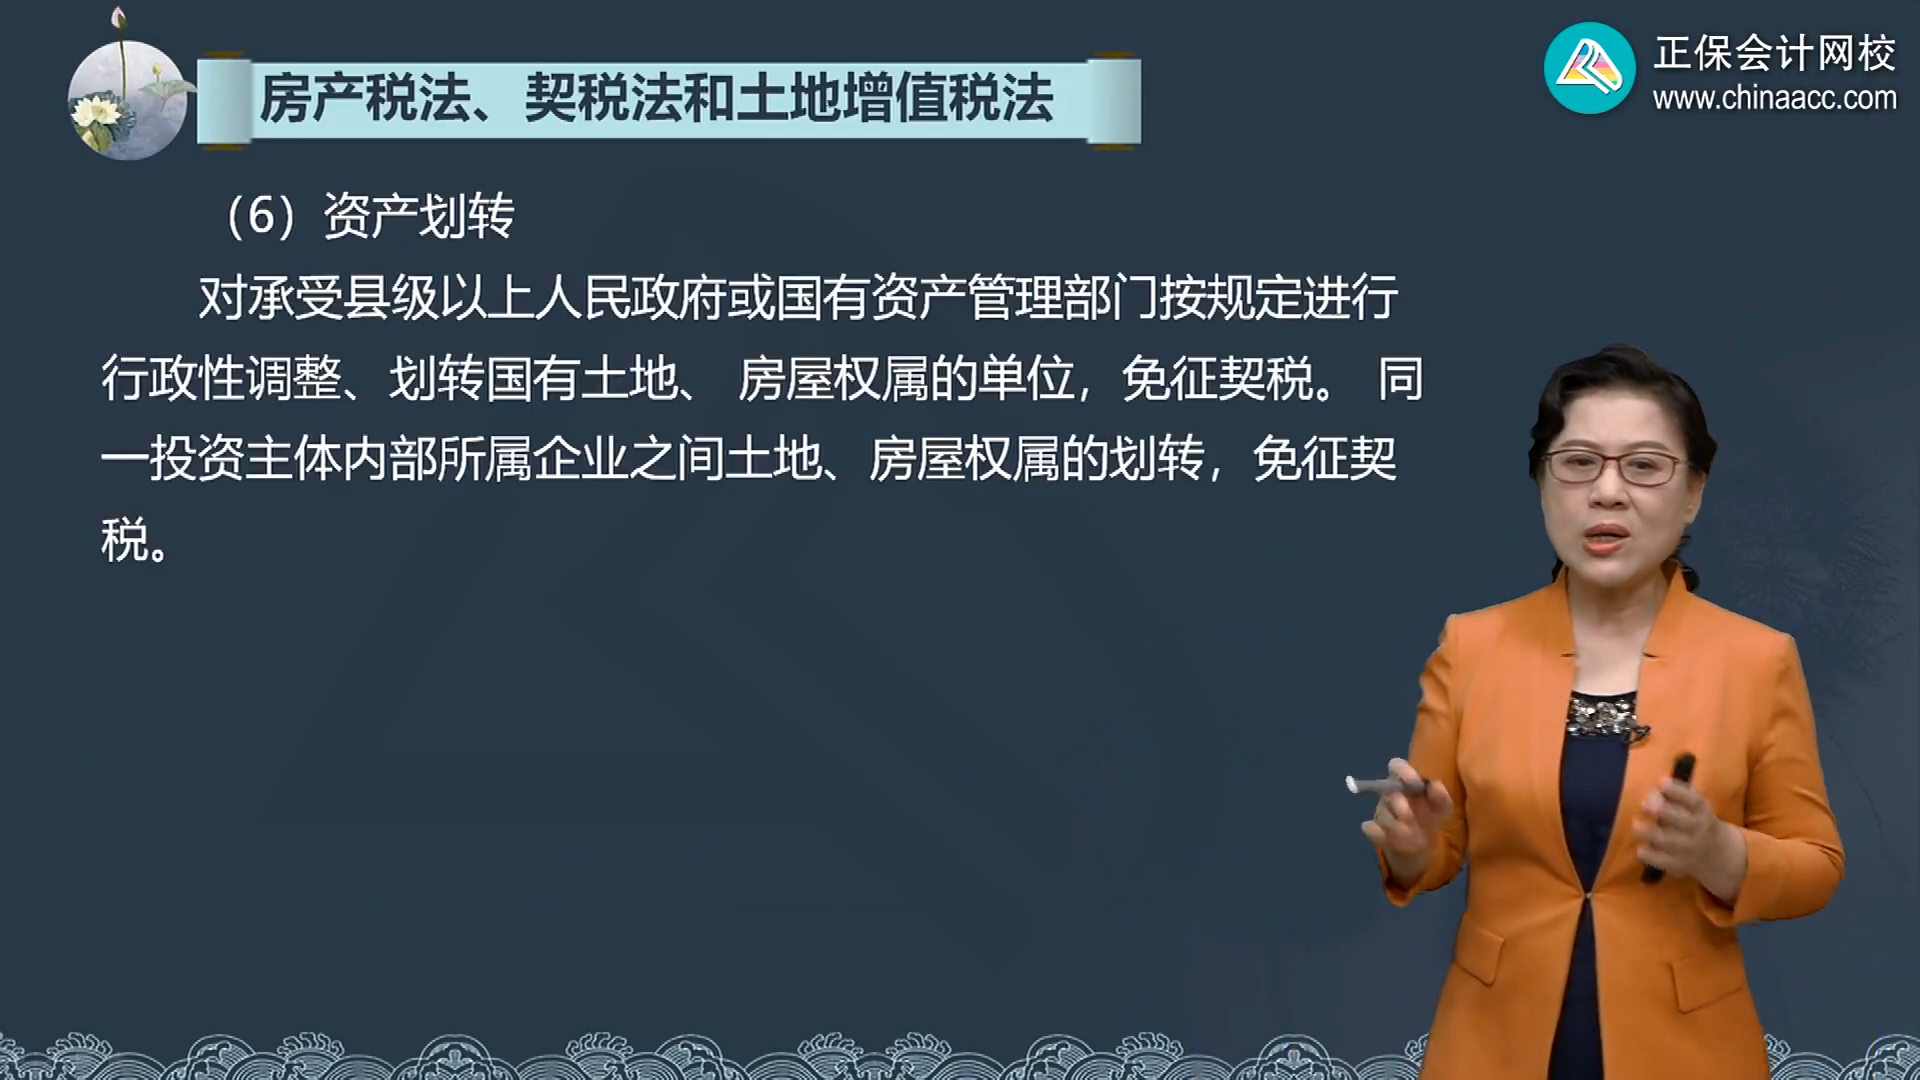 房产税法、契税法和土地增值税法
正保会计网校
www.chinaacc.com
（6）资产划转
对承受县级以上人民政府或国有资产管理部门按规定进行
行政性调整、划转国有土地、 房屋权属的单位，免征契税。 同
一投资主体内部所属企业之间土地、房屋权属的划转，免征契
税。